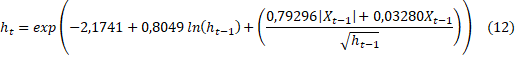 h_t = exp(−2,1741 + 0,8049 ln(h_{t−1}) + ((0,79296|X_{t−1}| + 0,03280X_{t−1}) / √h_{t−1})) (12)